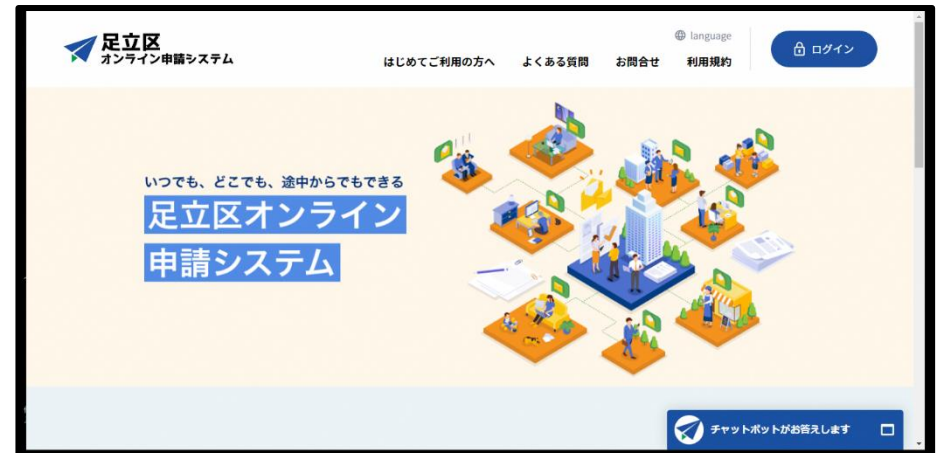 足立区
オンライン申請システム
language
はじめてご利用の方へ よくある質問 お問合せ 利用規約
ログイン
いつでも、どこでも、途中からでもできる
足立区オンライン
申請システム
チャットボットがお答えします